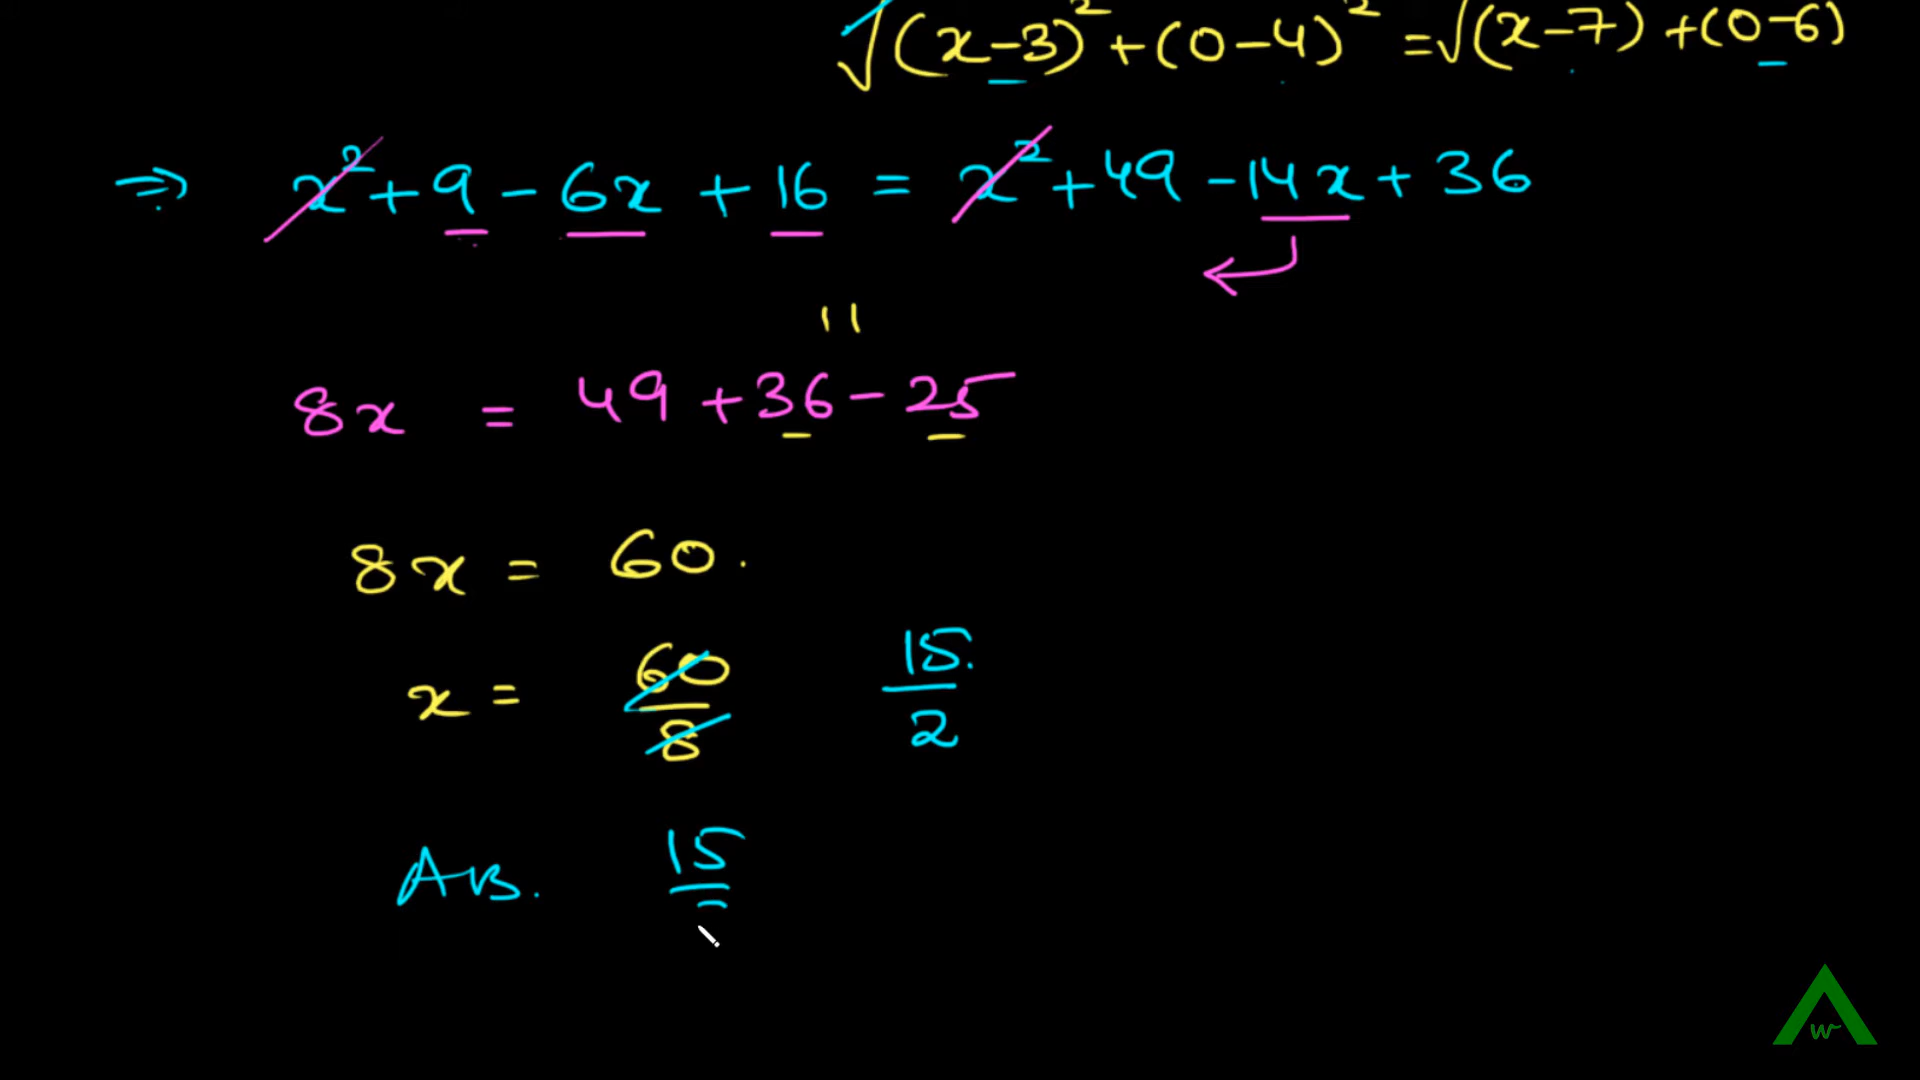 √(x-3)² + (0-4)² = √(x-7) + (0-6)
⇒ x² + 9 - 6x + 16 = x² + 49 - 14x + 36
8x = 49 + 36 - 25
8x = 60.
x = 60/8 15/2
Ans. 15
W